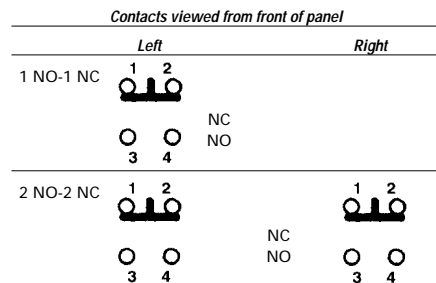 Contacts viewed from front of panel
Left Right
1 NO-1 NC 1 2
NC
NO
3 4
2 NO-2 NC 1 2 1 2
NC
NO
3 4 3 4